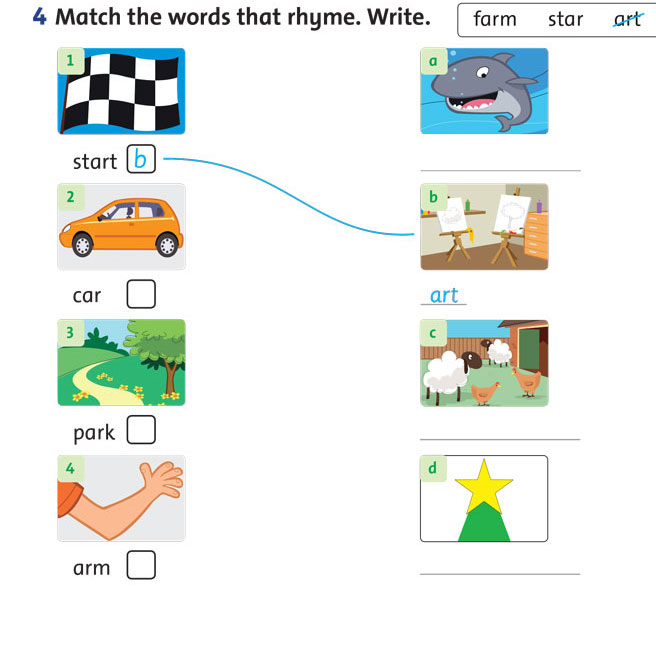 4 Match the words that rhyme. Write.
farm star art
1
a
start b
2
b
car
art
3
c
park
4
d
arm